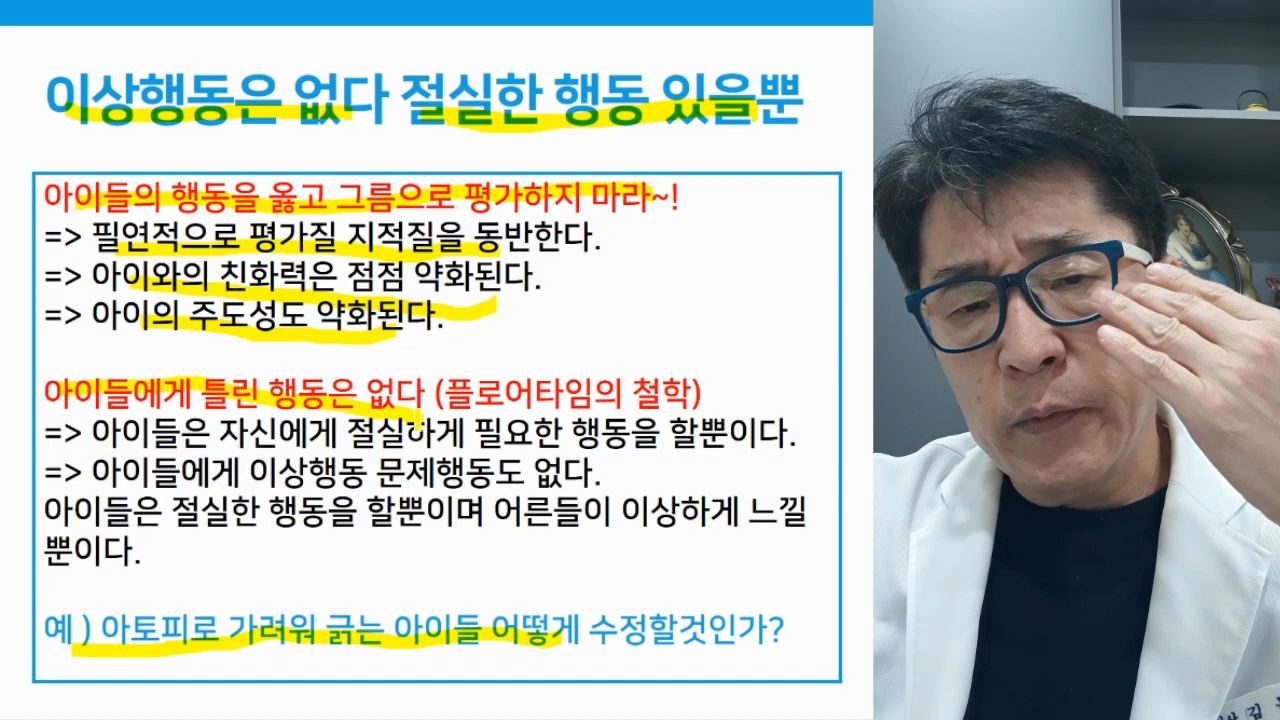 이상행동은 없다 절실한 행동 있을뿐
아이들의 행동을 옳고 그름으로 평가하지 마라~!
=> 필연적으로 평가질 지적질을 동반한다.
=> 아이와의 친화력은 점점 약화된다.
=> 아이의 주도성도 약화된다.
아이들에게 틀린 행동은 없다 (플로어타임의 철학)
=> 아이들은 자신에게 절실하게 필요한 행동을 할뿐이다.
=> 아이들에게 이상행동 문제행동도 없다.
아이들은 절실한 행동을 할뿐이며 어른들이 이상하게 느낄
뿐이다.
예 ) 아토피로 가려워 긁는 아이들 어떻게 수정할것인가?
김